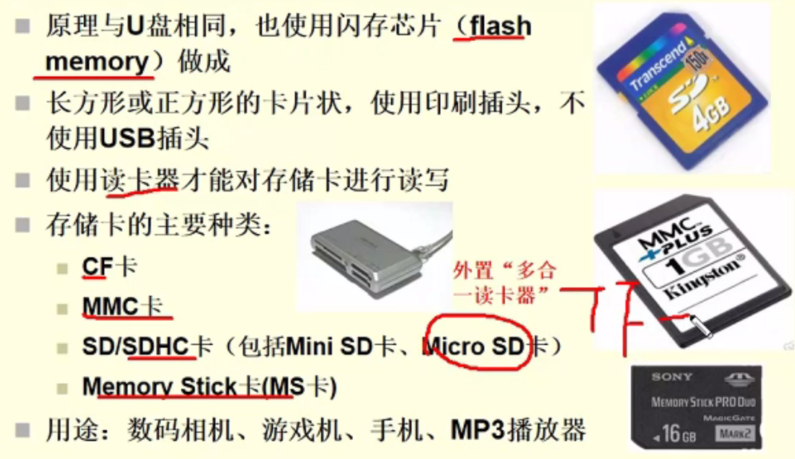 原理与U盘相同，也使用闪存芯片（flash
memory）做成
长方形或正方形的卡片状，使用印刷插头，不
使用USB插头
使用读卡器才能对存储卡进行读写
存储卡的主要种类：
CF卡
MMC卡
SD/SDHC卡（包括Mini SD卡、Micro SD卡）
Memory Stick卡(MS卡)
用途：数码相机、游戏机、手机、MP3播放器
外置“多合
一读卡器”
TF
Transcend
150x
LOCK
SD
4GB
MMC
PLUS
1GB
Kingston
SONY
MEMORY STICK PRO DUO
MAGICGATE
16GB
MARK2